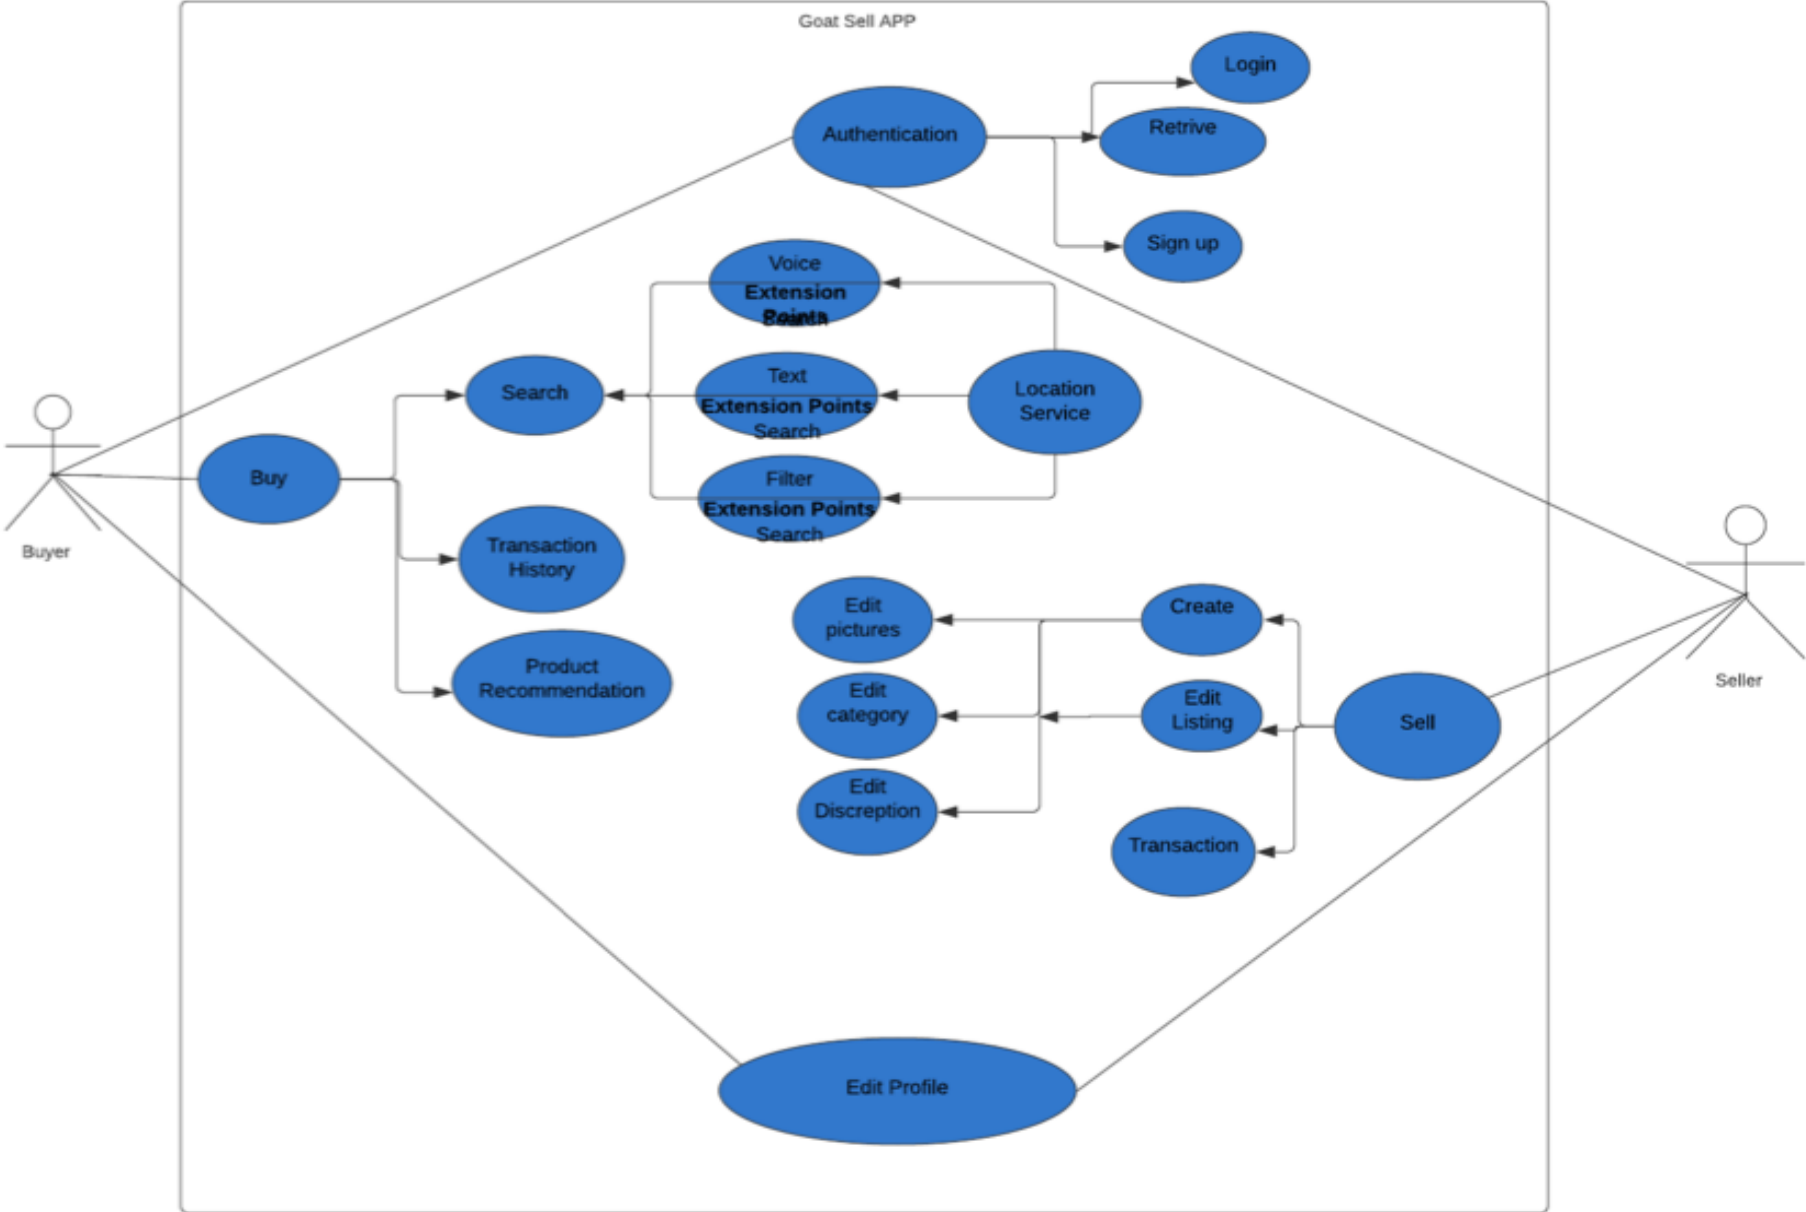 Goat Sell APP
Login
Authentication
Retrive
Sign up
Voice
Extension
Points
Search
Search
Text
Extension Points
Search
Location
Service
Buy
Filter
Extension Points
Search
Buyer
Transaction
History
Product
Recommendation
Edit
pictures
Create
Edit
category
Edit
Listing
Sell
Seller
Edit
Discreption
Transaction
Edit Profile